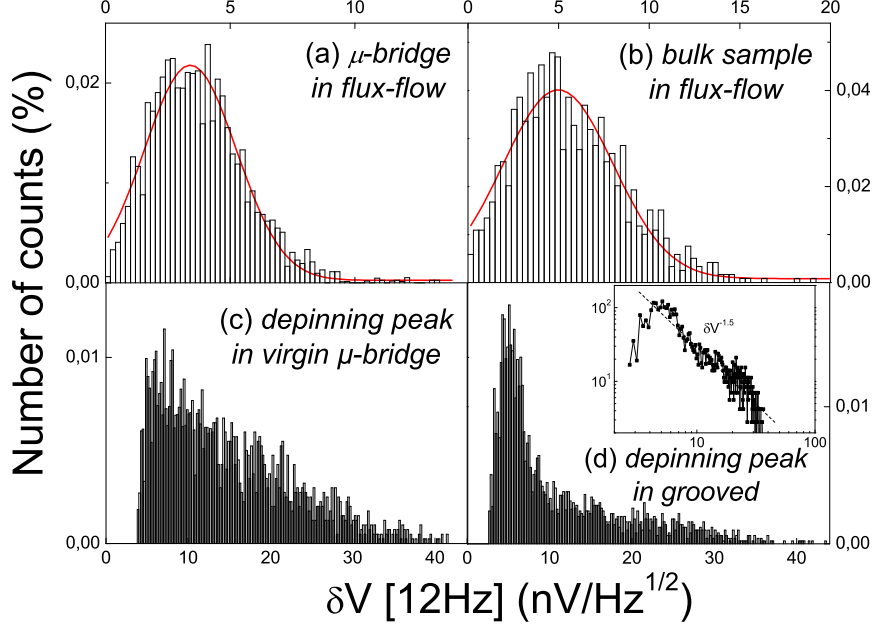 0 5 10
0 5 10 15 20
(a) μ-bridge
in flux-flow
(b) bulk sample
in flux-flow
0,02
0,00
0,04
0,02
0,00
Number of counts (%)
(c) depinning peak
in virgin μ-bridge
0,01
0,00
10²
10¹
δV⁻¹·⁵
10 100
(d) depinning peak
in grooved
0,01
0,00
0 10 20 30 40
0 10 20 30 40
δV [12Hz] (nV/Hz^1/2)